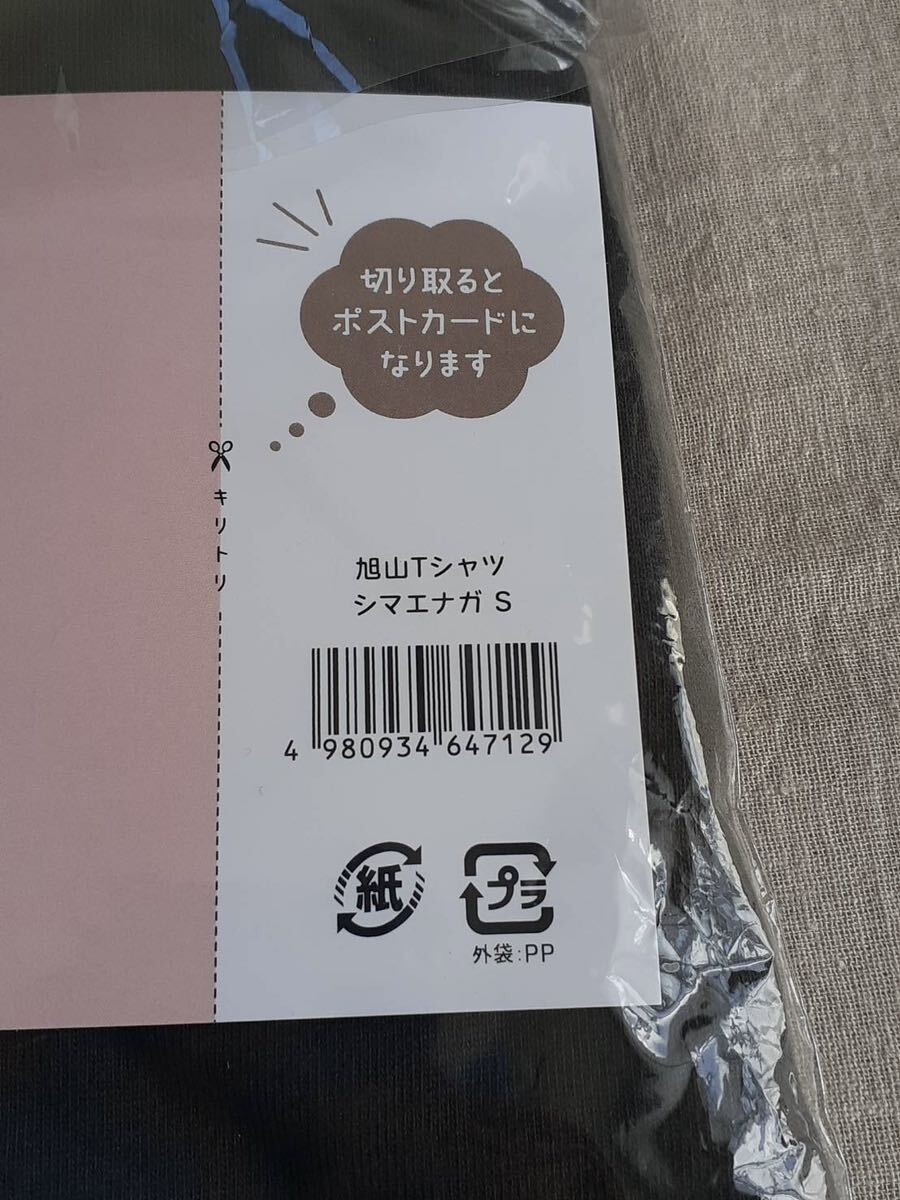 切り取ると
ポストカードに
なります
キリトリ
旭山Tシャツ
シマエナガ S
4 980934 647129
紙
プラ
外袋:PP